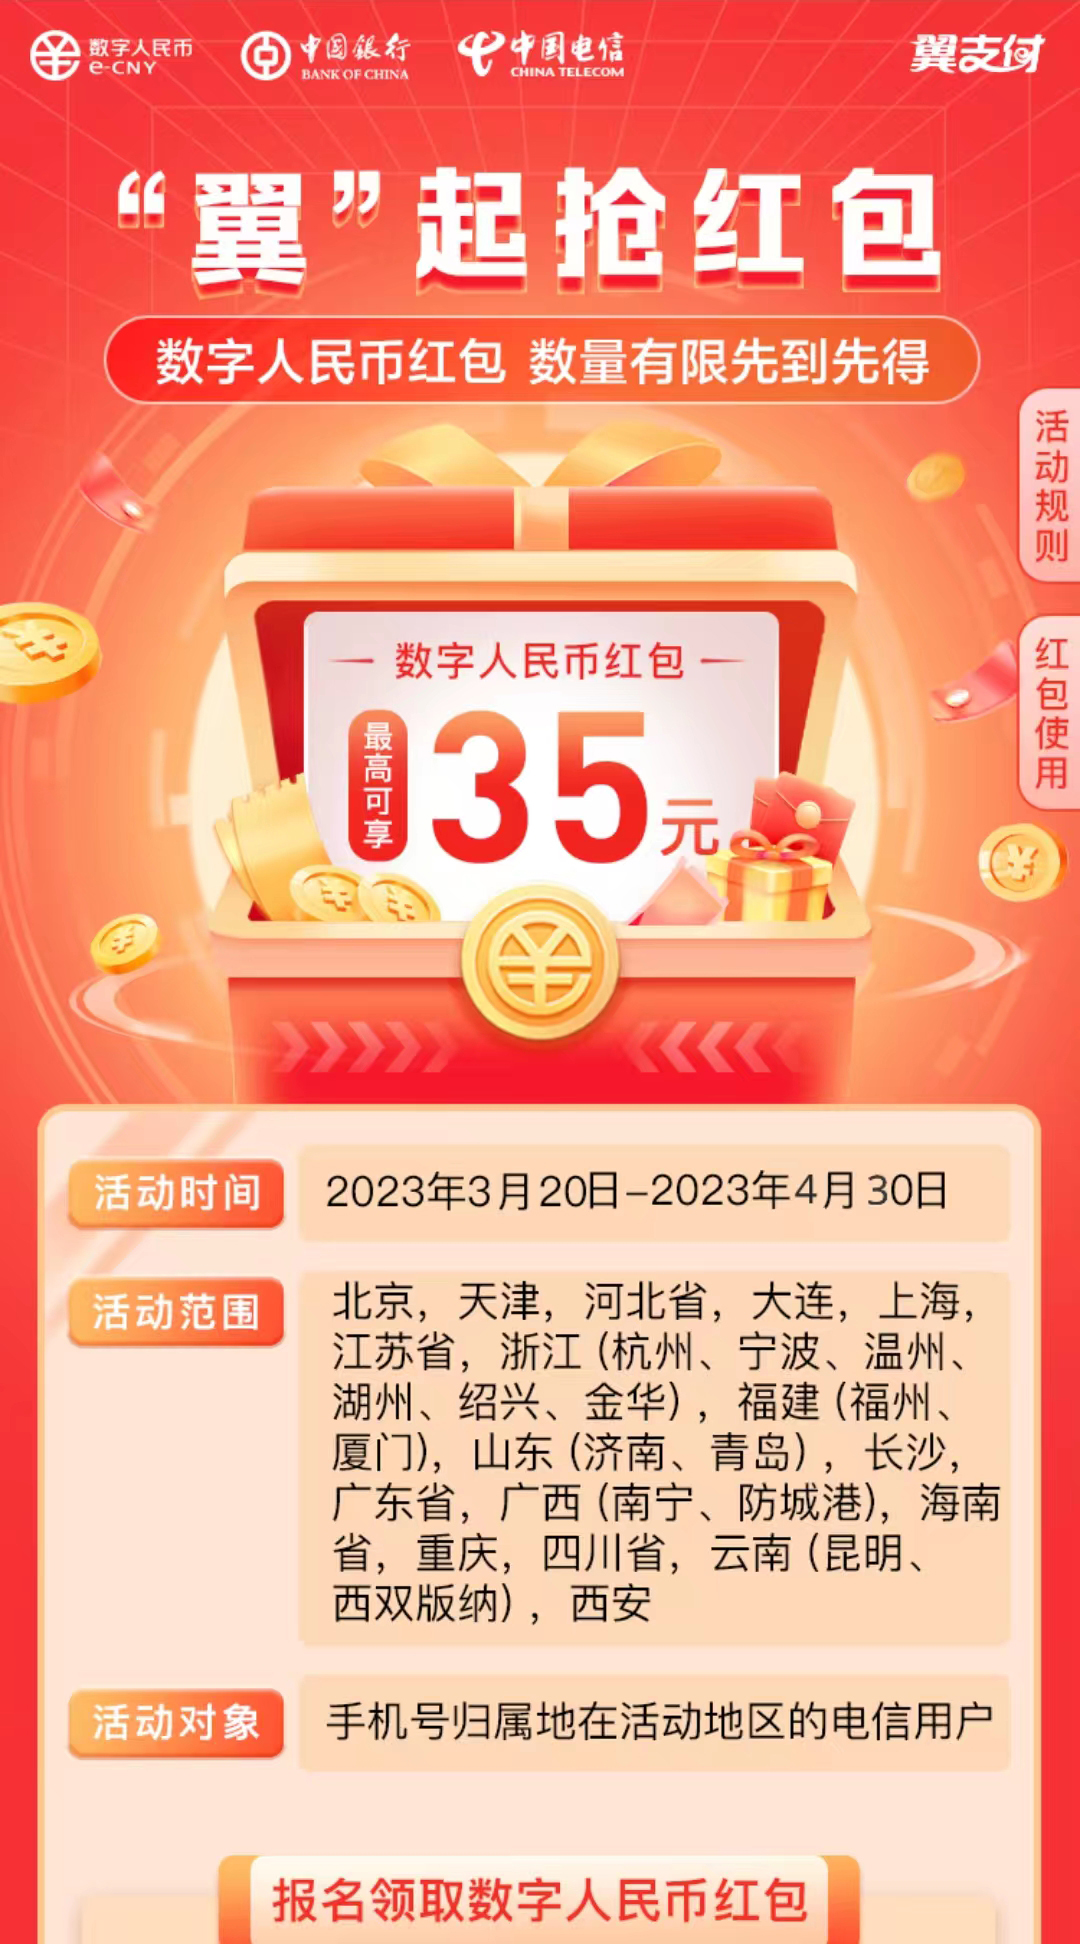 数字人民币
e-CNY
中国银行
BANK OF CHINA
中国电信
CHINA TELECOM
翼支付
“翼”起抢红包
数字人民币红包 数量有限先到先得
活动规则
红包使用
数字人民币红包
最高可享
35元
活动时间
2023年3月20日-2023年4月30日
活动范围
北京，天津，河北省，大连，上海，
江苏省，浙江（杭州、宁波、温州、
湖州、绍兴、金华），福建（福州、
厦门），山东（济南、青岛），长沙，
广东省，广西（南宁、防城港），海南
省，重庆，四川省，云南（昆明、
西双版纳），西安
活动对象
手机号归属地在活动地区的电信用户
报名领取数字人民币红包